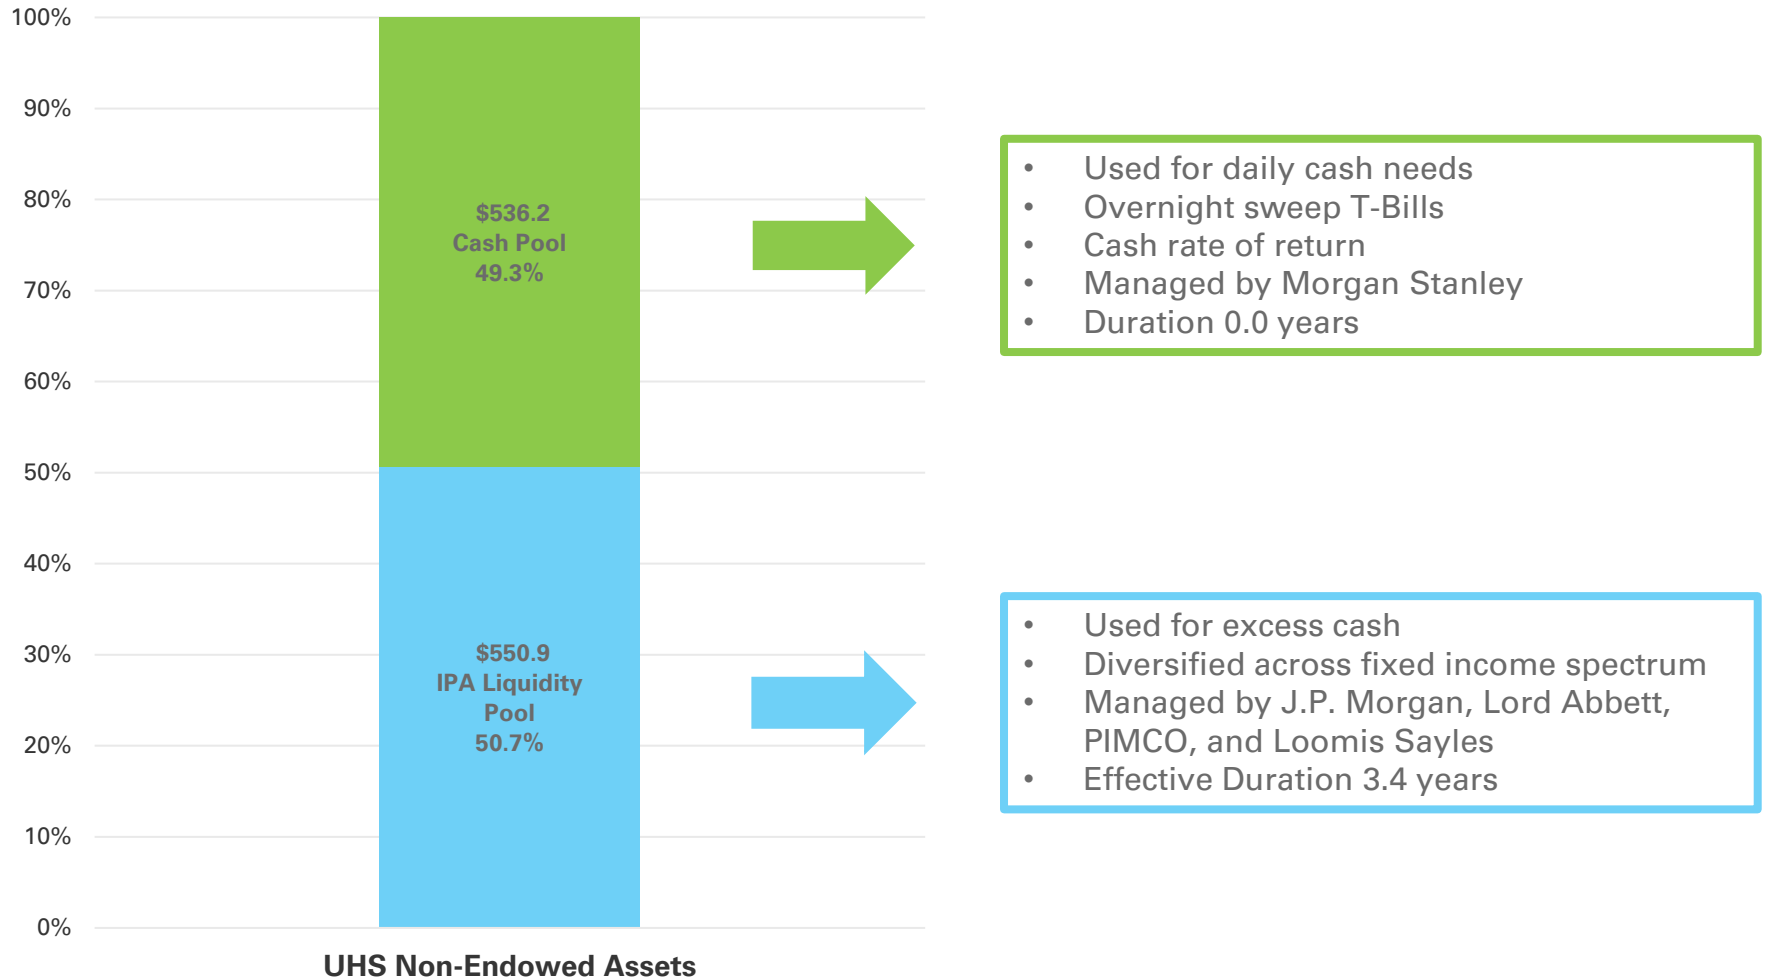 100%
90%
80%
70%
60%
50%
40%
30%
20%
10%
0%
$536.2
Cash Pool
49.3%
$550.9
IPA Liquidity
Pool
50.7%
UHS Non-Endowed Assets
• Used for daily cash needs
• Overnight sweep T-Bills
• Cash rate of return
• Managed by Morgan Stanley
• Duration 0.0 years
• Used for excess cash
• Diversified across fixed income spectrum
• Managed by J.P. Morgan, Lord Abbett,
PIMCO, and Loomis Sayles
• Effective Duration 3.4 years